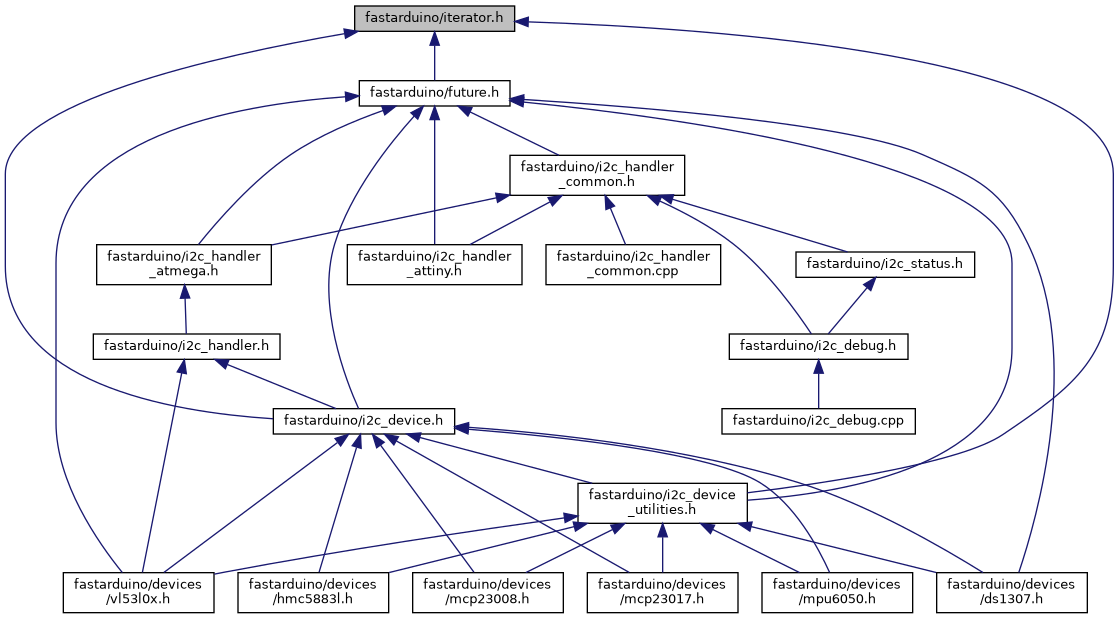 fastarduino/iterator.h
fastarduino/future.h
fastarduino/i2c_handler
_common.h
fastarduino/i2c_handler
_atmega.h
fastarduino/i2c_handler
_attiny.h
fastarduino/i2c_handler
_common.cpp
fastarduino/i2c_status.h
fastarduino/i2c_handler.h
fastarduino/i2c_debug.h
fastarduino/i2c_device.h
fastarduino/i2c_debug.cpp
fastarduino/i2c_device
_utilities.h
fastarduino/devices
/vl53l0x.h
fastarduino/devices
/hmc5883l.h
fastarduino/devices
/mcp23008.h
fastarduino/devices
/mcp23017.h
fastarduino/devices
/mpu6050.h
fastarduino/devices
/ds1307.h